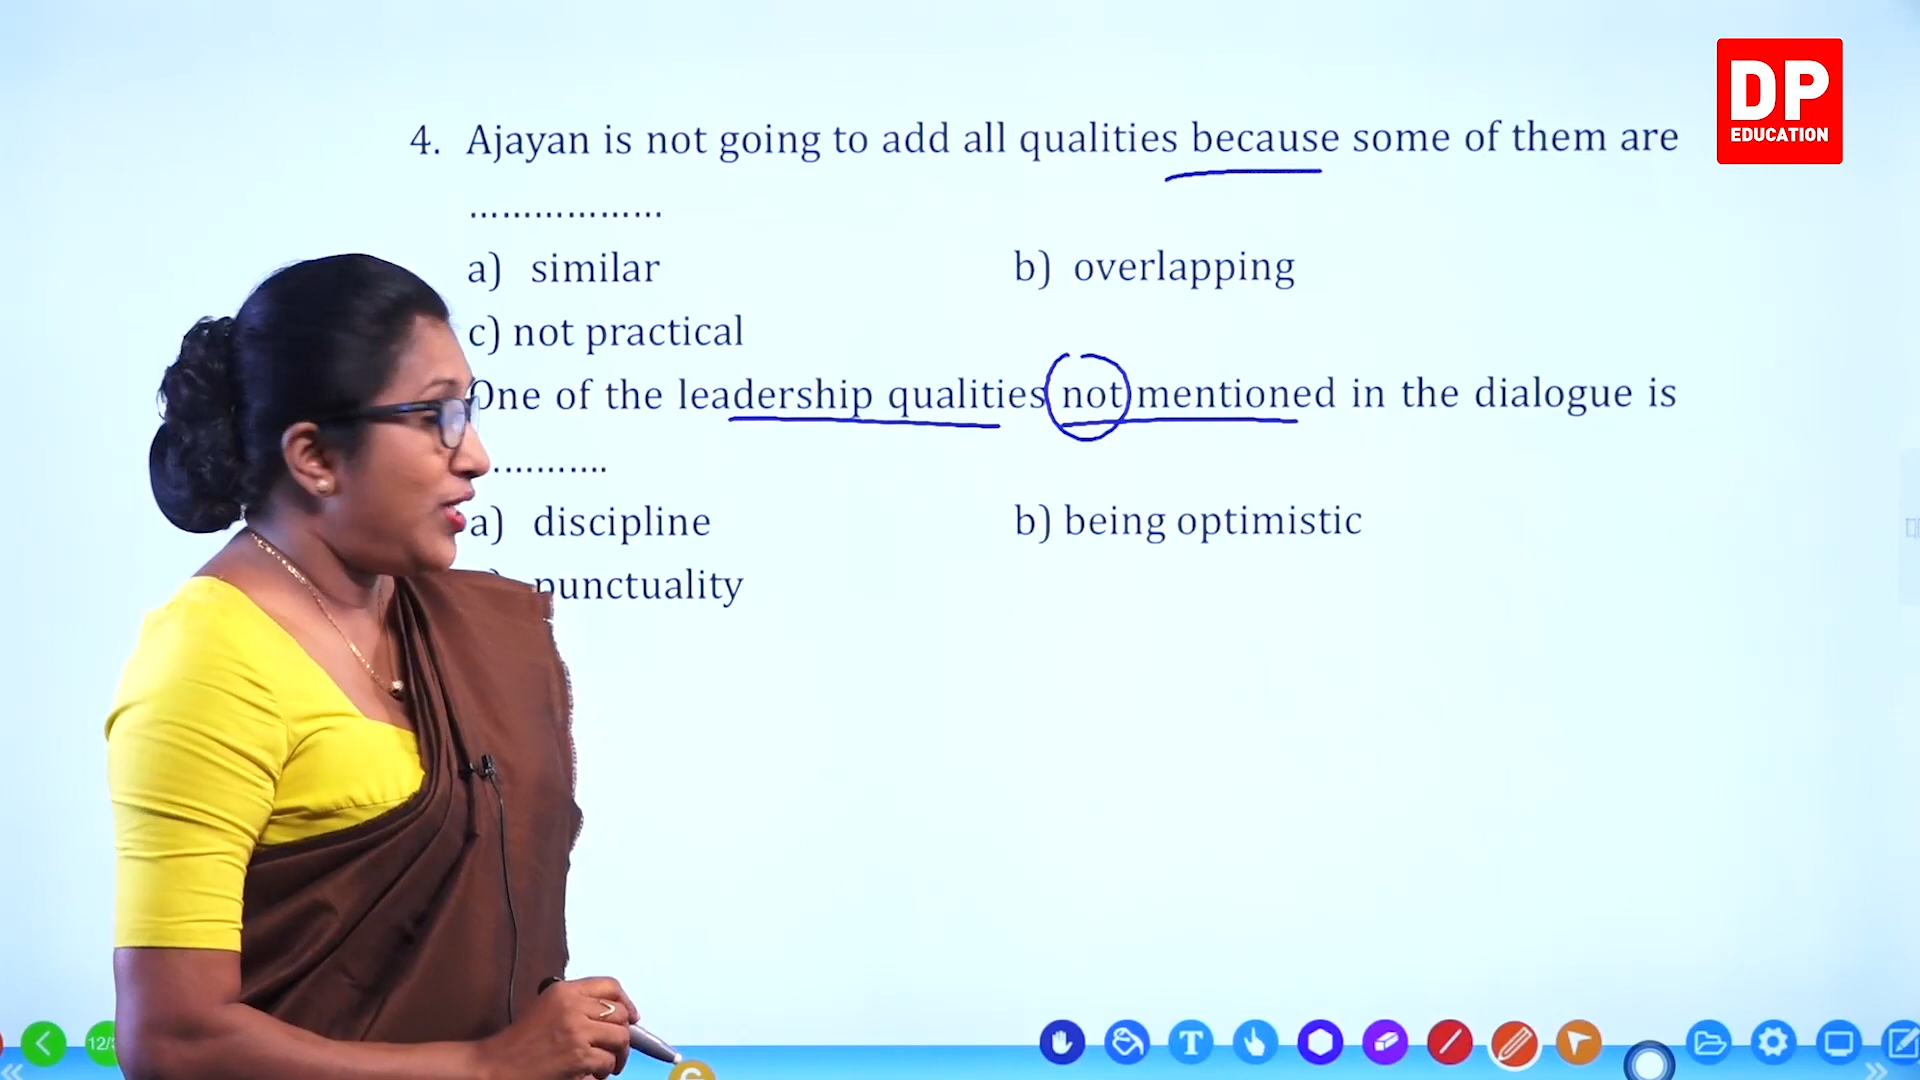 DP
EDUCATION
4. Ajayan is not going to add all qualities because some of them are
...................
a) similar
b) overlapping
c) not practical
One of the leadership qualities not mentioned in the dialogue is
............
a) discipline
b) being optimistic
punctuality
T